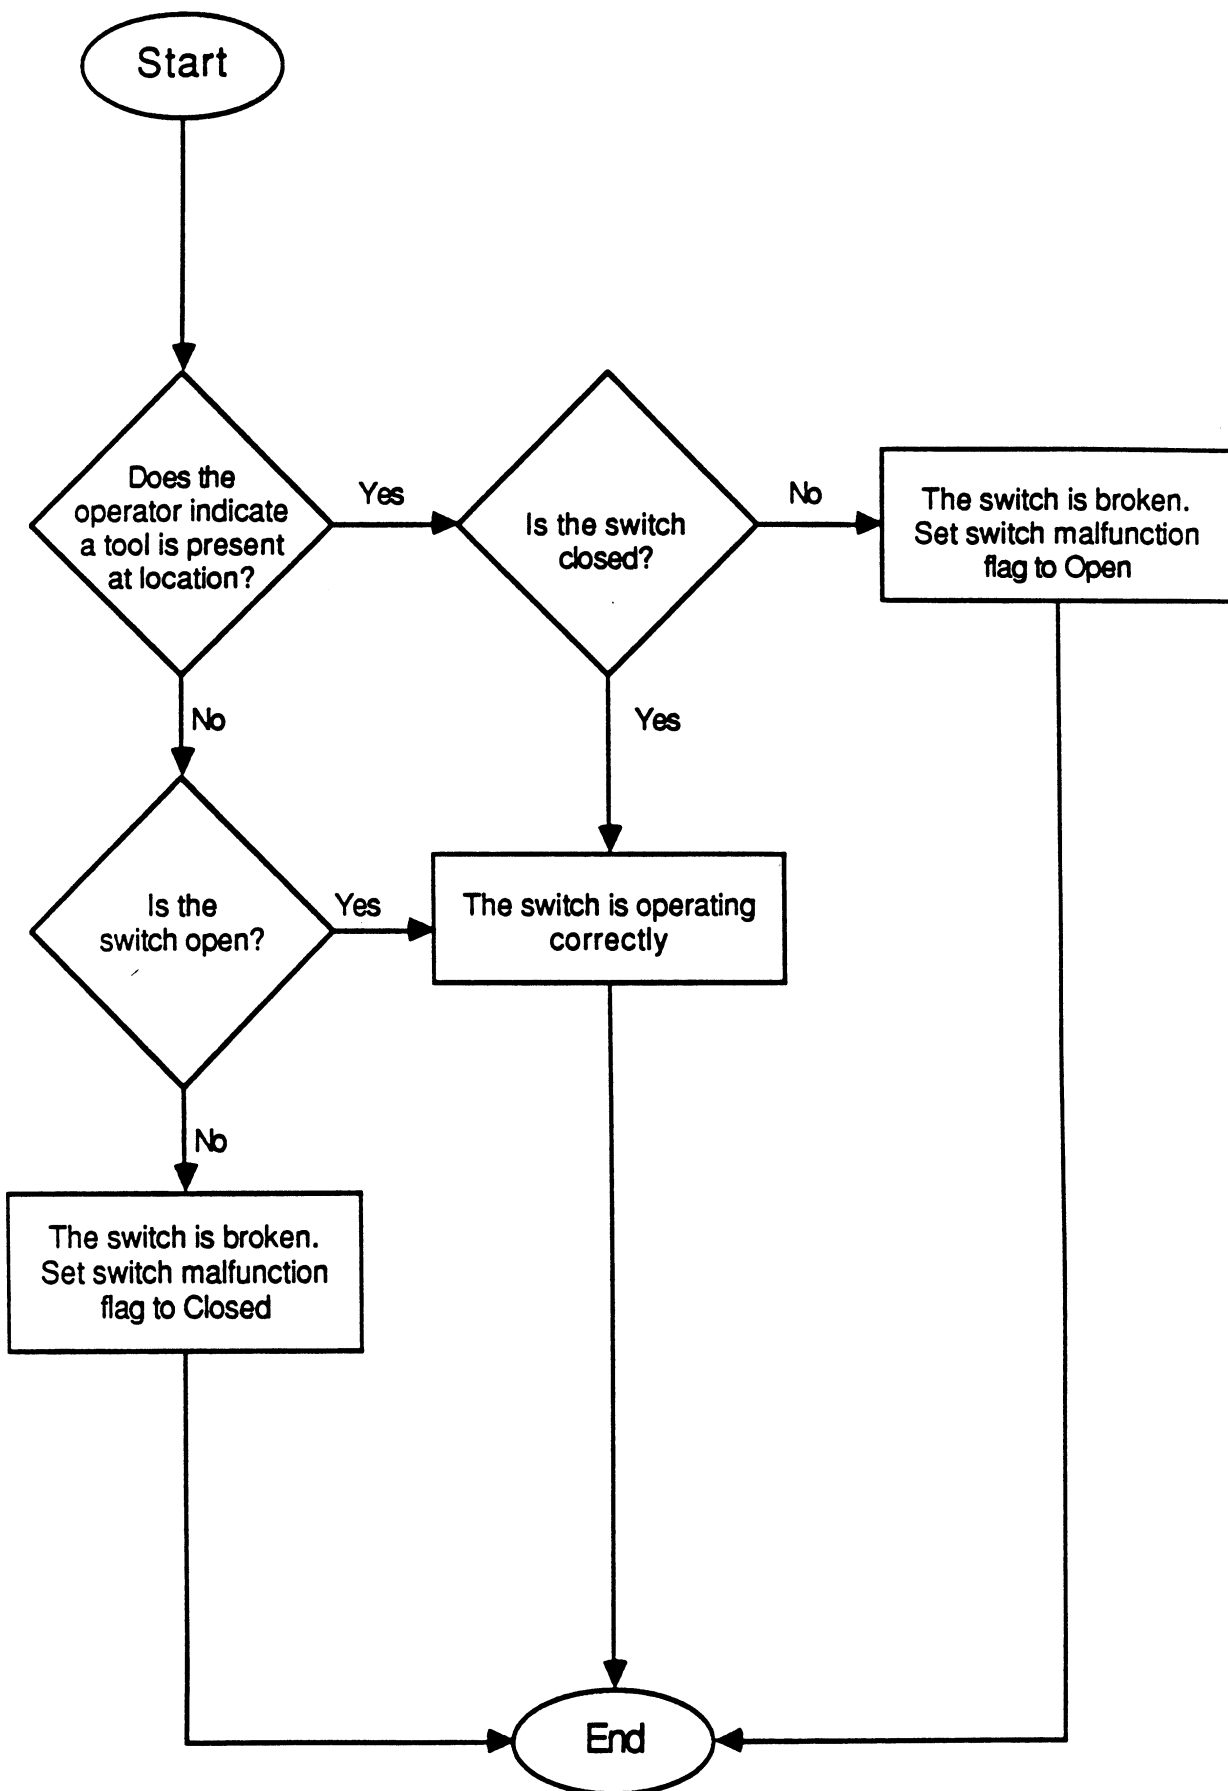 Start
Does the
operator indicate
a tool is present
at location?
Yes
Is the switch
closed?
No
The switch is broken.
Set switch malfunction
flag to Open
No
Yes
Is the
switch open?
Yes
The switch is operating
correctly
No
The switch is broken.
Set switch malfunction
flag to Closed
End